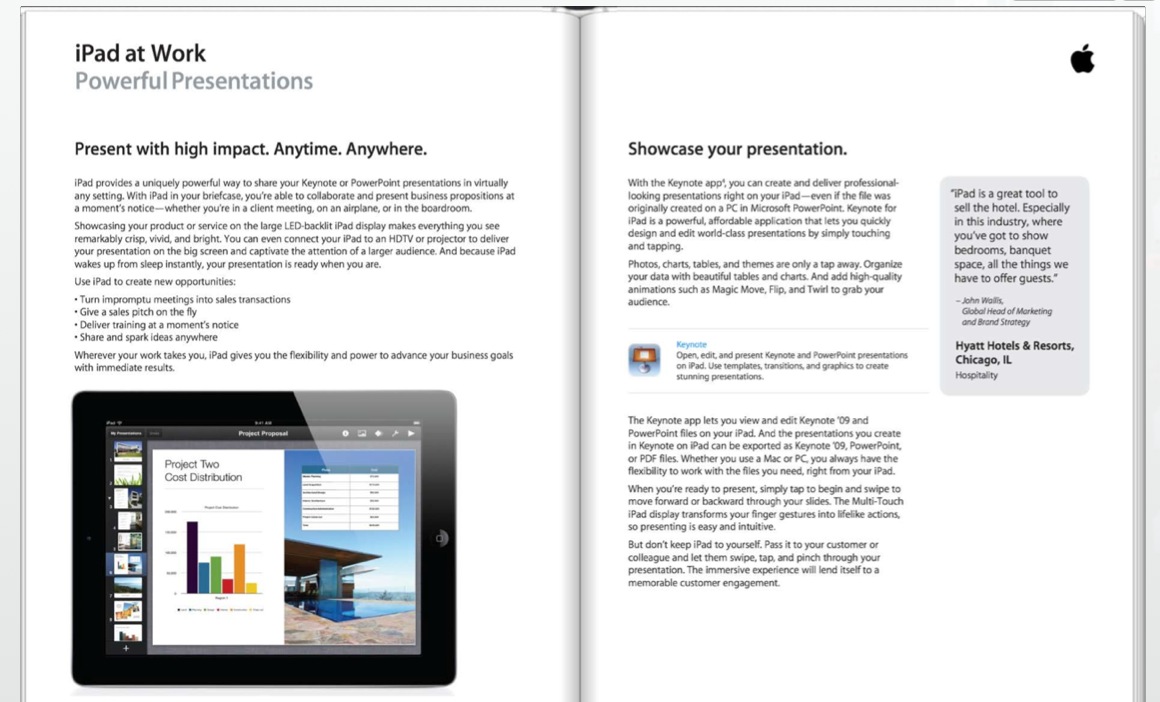 iPad at Work
Powerful Presentations
Present with high impact. Anytime. Anywhere.
iPad provides a uniquely powerful way to share your Keynote or PowerPoint presentations in virtually
any setting. With iPad in your briefcase, you're able to collaborate and present business propositions at
a moment's notice—whether you're in a client meeting, on an airplane, or in the boardroom.
Showcasing your product or service on the large LED-backlit iPad display makes everything you see
remarkably crisp, vivid, and bright. You can even connect your iPad to an HDTV or projector to deliver
your presentation on the big screen and captivate the attention of a larger audience. And because iPad
wakes up from sleep instantly, your presentation is ready when you are.
Use iPad to create new opportunities:
• Turn impromptu meetings into sales transactions
• Give a sales pitch on the fly
• Deliver training at a moment's notice
• Share and spark ideas anywhere
Wherever your work takes you, iPad gives you the flexibility and power to advance your business goals
with immediate results.
iPad
9:41 AM
My Presentations
Project Proposal
Project Two
Cost Distribution
Showcase your presentation.
With the Keynote app⁴, you can create and deliver professional-
looking presentations right on your iPad—even if the file was
originally created on a PC in Microsoft PowerPoint. Keynote for
iPad is a powerful, affordable application that lets you quickly
design and edit world-class presentations by simply touching
and tapping.
Photos, charts, tables, and themes are only a tap away. Organize
your data with beautiful tables and charts. And add high-quality
animations such as Magic Move, Flip, and Twirl to grab your
audience.
Keynote
Open, edit, and present Keynote and PowerPoint presentations
on iPad. Use templates, transitions, and graphics to create
stunning presentations.
The Keynote app lets you view and edit Keynote '09 and
PowerPoint files on your iPad. And the presentations you create
in Keynote on iPad can be exported as Keynote '09, PowerPoint,
or PDF files. Whether you use a Mac or PC, you always have the
flexibility to work with the files you need, right from your iPad.
When you're ready to present, simply tap to begin and swipe to
move forward or backward through your slides. The Multi-Touch
iPad display transforms your finger gestures into lifelike actions,
so presenting is easy and intuitive.
But don't keep iPad to yourself. Pass it to your customer or
colleague and let them swipe, tap, and pinch through your
presentation. The immersive experience will lend itself to a
memorable customer engagement.
"iPad is a great tool to
sell the hotel. Especially
in this industry, where
you've got to show
bedrooms, banquet
space, all the things we
have to offer guests."
– John Wallis,
Global Head of Marketing
and Brand Strategy
Hyatt Hotels & Resorts,
Chicago, IL
Hospitality